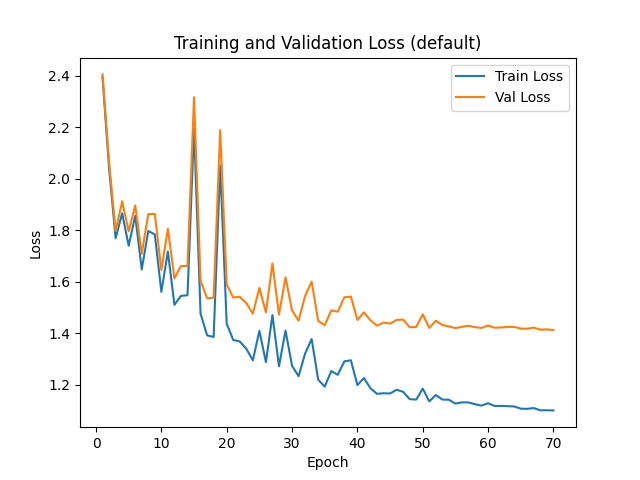 Training and Validation Loss (default)
Train Loss
Val Loss
Loss
2.4
2.2
2.0
1.8
1.6
1.4
1.2
0 10 20 30 40 50 60 70
Epoch